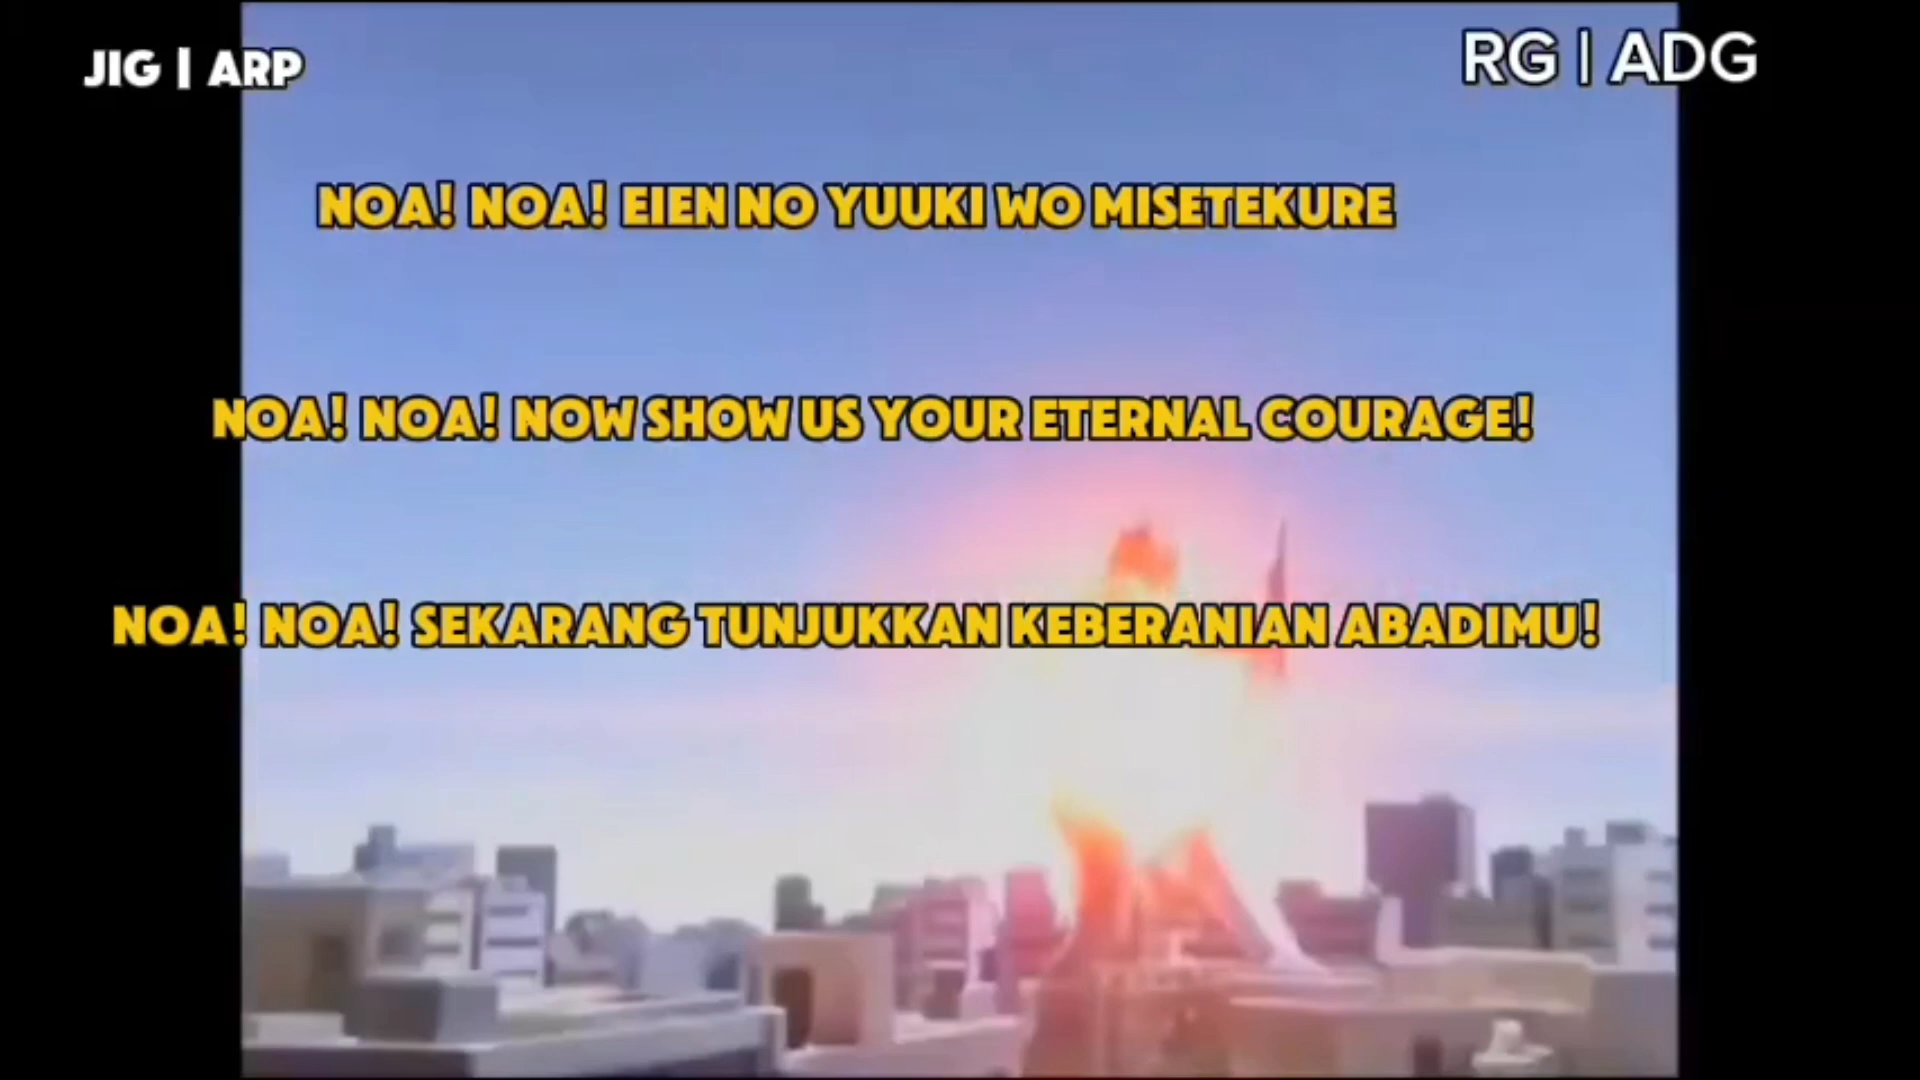 JIG | ARP
RG | ADG
NOA! NOA! EIEN NO YUUKI WO MISETEKURE
NOA! NOA! NOW SHOW US YOUR ETERNAL COURAGE!
NOA! NOA! SEKARANG TUNJUKKAN KEBERANIAN ABADIMU!